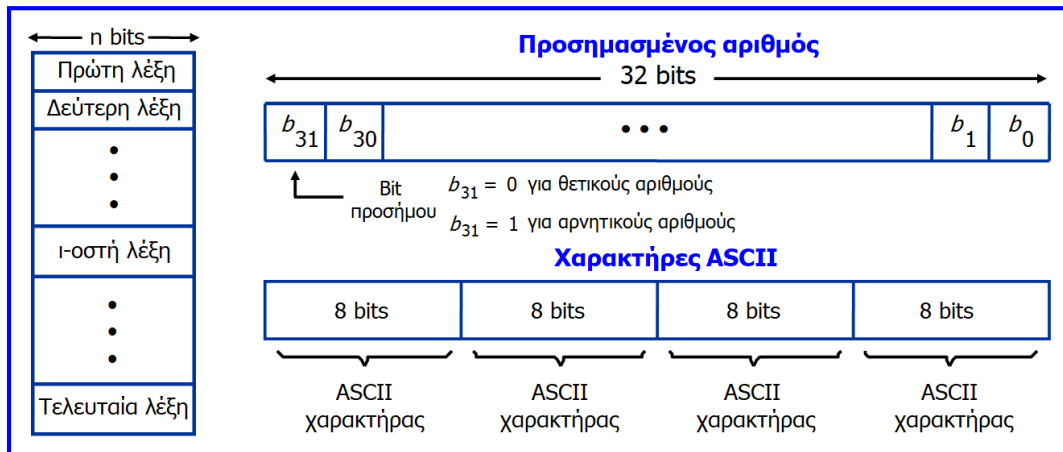 n bits
Πρώτη λέξη
Δεύτερη λέξη
•
•
•
ι-οστή λέξη
•
•
•
Τελευταία λέξη
Προσημασμένος αριθμός
32 bits
b31 b30 ••• b1 b0
Bit προσήμου
b31 = 0 για θετικούς αριθμούς
b31 = 1 για αρνητικούς αριθμούς
Χαρακτήρες ASCII
8 bits 8 bits 8 bits 8 bits
ASCII ASCII ASCII ASCII
χαρακτήρας χαρακτήρας χαρακτήρας χαρακτήρας